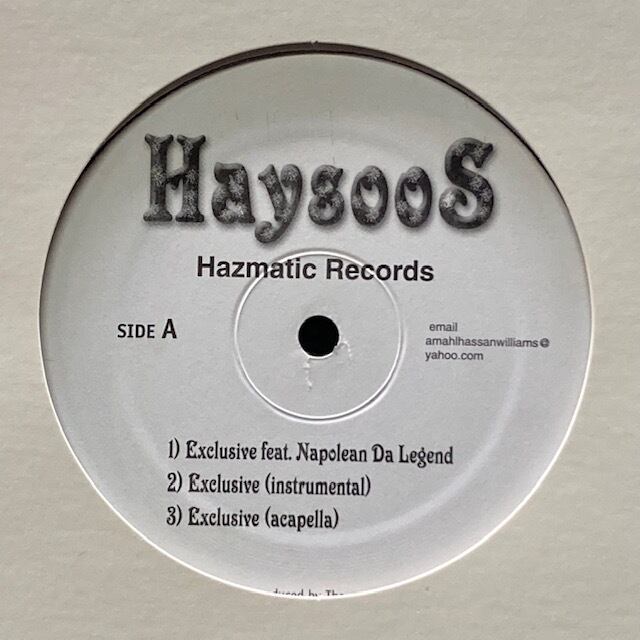 HaysooS
Hazmatic Records
SIDE A
email
amahlhassanwilliams@
yahoo.com
1) Exclusive feat. Napolean Da Legend
2) Exclusive (instrumental)
3) Exclusive (acapella)